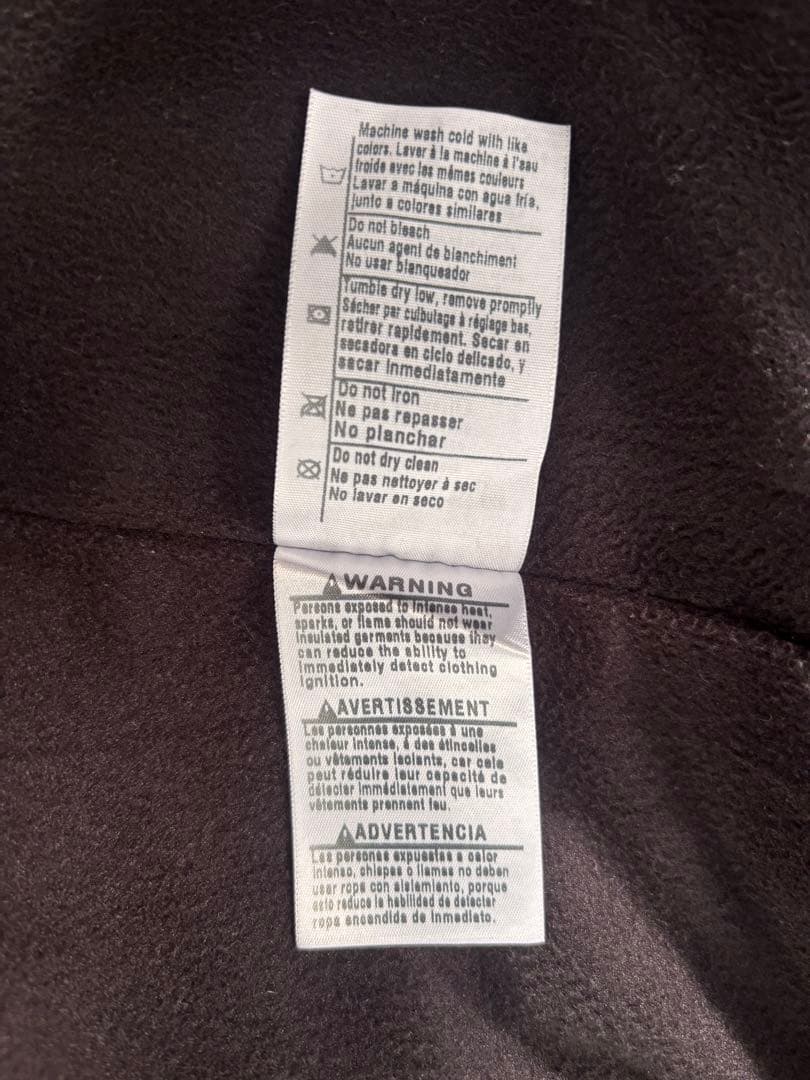 Machine wash cold with like
colors. Laver à la machine à l'eau
froide avec les mêmes couleurs
Lavar a máquina con agua fría,
junto a colores similares
Do not bleach
Aucun agent de blanchiment
No usar blanqueador
Tumble dry low, remove promptly
Sécher par culbulage à réglage bas,
retirer rapidement. Secar en
secadora en ciclo delicado, y
sacar inmediatamente
Do not iron
Ne pas repasser
No planchar
Do not dry clean
Ne pas nettoyer à sec
No lavar en seco
WARNING
Persons exposed to intense heat,
sparks, or flame should not wear
insulated garments because they
can reduce the ability to
immediately detect clothing
ignition.
AVERTISSEMENT
Les personnes exposées à une
chaleur intense, à des étincelles
ou vêtements isolants, car cela
peut réduire leur capacité de
détecter immédiatement que leurs
vêtements prennent feu.
ADVERTENCIA
Las personas expuestas a calor
intenso, chispas o llamas no deben
usar ropa con aislamiento, porque
esto reduce la habilidad de detectar
ropa encendida de inmediato.